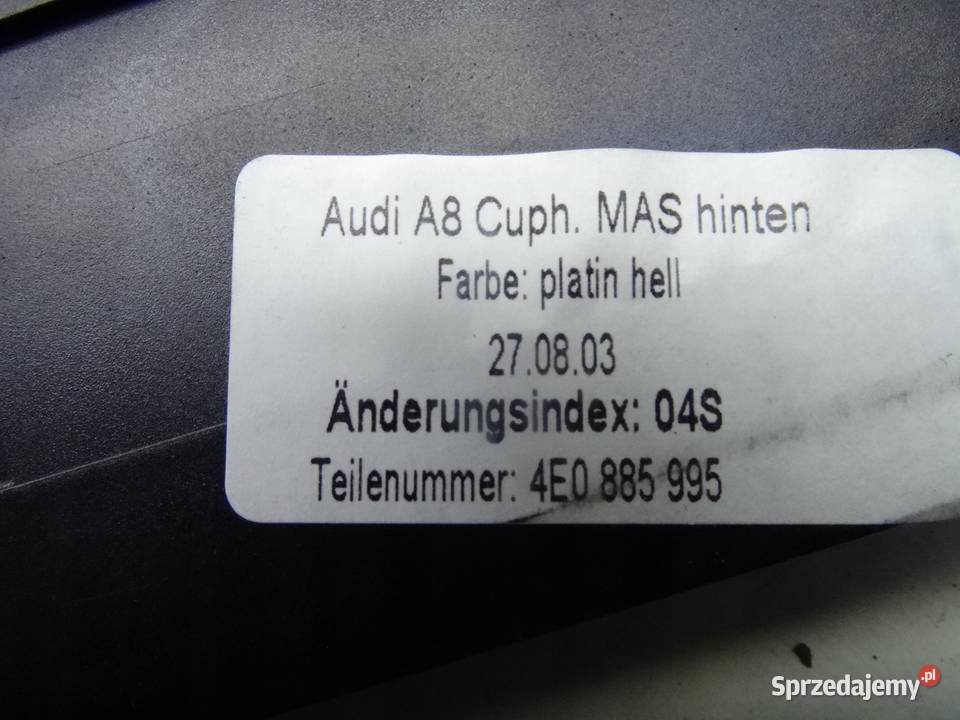 Audi A8 Cuph. MAS hinten
Farbe: platin hell
27.08.03
Änderungsindex: 04S
Teilenummer: 4E0 885 995
Sprzedajemy.pl